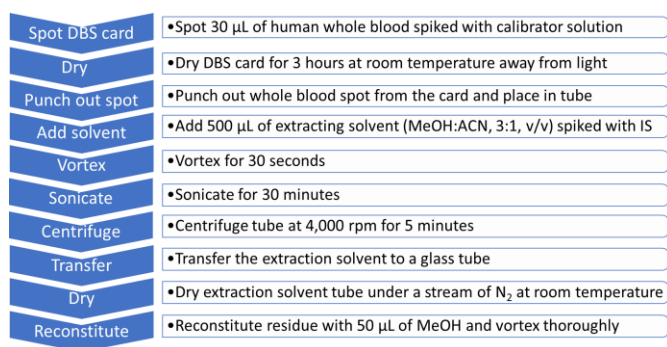 Spot DBS card
•Spot 30 µL of human whole blood spiked with calibrator solution
Dry
•Dry DBS card for 3 hours at room temperature away from light
Punch out spot
•Punch out whole blood spot from the card and place in tube
Add solvent
•Add 500 µL of extracting solvent (MeOH:ACN, 3:1, v/v) spiked with IS
Vortex
•Vortex for 30 seconds
Sonicate
•Sonicate for 30 minutes
Centrifuge
•Centrifuge tube at 4,000 rpm for 5 minutes
Transfer
•Transfer the extraction solvent to a glass tube
Dry
•Dry extraction solvent tube under a stream of N₂ at room temperature
Reconstitute
•Reconstitute residue with 50 µL of MeOH and vortex thoroughly